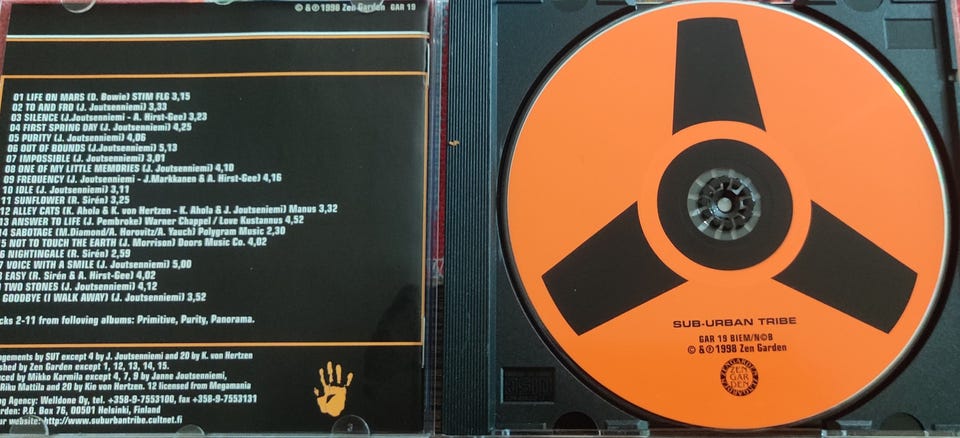 © & ℗ 1998 Zen Garden GAR 19
01 LIFE ON MARS (D. Bowie) STIM FLG 3,15
02 TO AND FRO (J. Joutsenniemi) 3,33
03 SILENCE (J.Joutsenniemi - A. Hirst-Gee) 3,23
04 FIRST SPRING DAY (J. Joutsenniemi) 4,25
05 PURITY (J. Joutsenniemi) 4,06
06 OUT OF BOUNDS (J.Joutsenniemi) 5,13
07 IMPOSSIBLE (J. Joutsenniemi) 3,01
08 ONE OF MY LITTLE MEMORIES (J. Joutsenniemi) 4,10
09 FREQUENCY (J. Joutsenniemi - J.Markkanen & A. Hirst-Gee) 4,16
10 IDLE (J. Joutsenniemi) 3,11
11 SUNFLOWER (R. Sirén) 3,25
12 ALLEY CATS (K. Ahola & K. von Hertzen - K. Ahola & J. Joutseniemi) Manus 3,32
13 ANSWER TO LIFE (J. Pembroke) Warner Chappel / Love Kustannus 4,52
14 SABOTAGE (M.Diamond/A. Horovitz/A. Yauch) Polygram Music 2,30
5 NOT TO TOUCH THE EARTH (J. Morrison) Doors Music Co. 4,02
6 NIGHTINGALE (R. Sirén) 2,59
7 VOICE WITH A SMILE (J. Joutsenniemi) 5,00
EASY (R. Sirén & A. Hirst-Gee) 4,02
TWO STONES (J. Joutsenniemi) 4,12
GOODBYE (I WALK AWAY) (J. Joutsenniemi) 3,52
cks 2-11 from following albums: Primitive, Purity, Panorama.
ngements by SUT except 4 by J. Joutsenniemi and 20 by K. von Hertzen
shed by Zen Garden except 1, 12, 13, 14, 15.
uced by Mikko Karmila except 4, 7, 9 by Janne Joutsenniemi,
Riku Mattila and 20 by Kie von Hertzen. 12 licensed from Megamania
ng Agency: Welldone Oy, tel. +358-9-7553100, fax +358-9-7553131
arden: P.O. Box 76, 00501 Helsinki, Finland
ur website: http://www.suburbantribe.cultnet.fi
3
SUB-URBAN TRIBE
GAR 19 BIEM/N©B
© & ℗ 1998 Zen Garden
ZEN
GAR
DEN